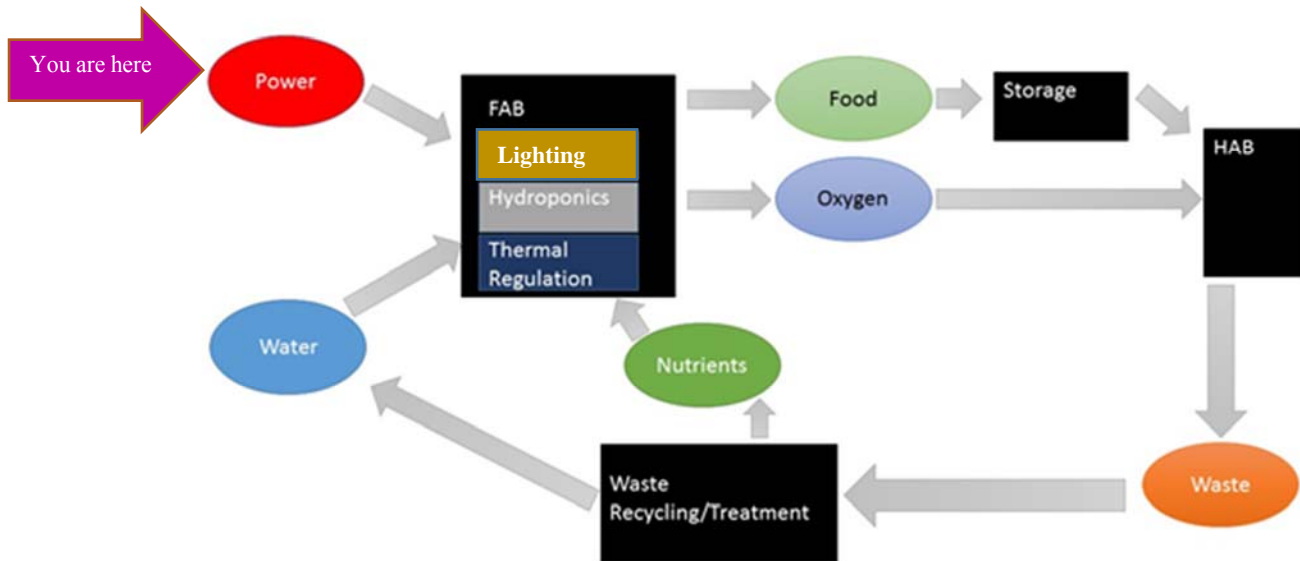 You are here
Power
FAB
Lighting
Hydroponics
Thermal
Regulation
Food
Storage
HAB
Oxygen
Water
Nutrients
Waste
Recycling/Treatment
Waste